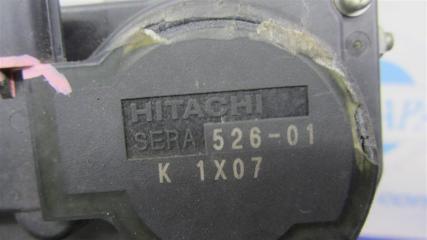 HITACHI
SERA 526-01
K 1X07